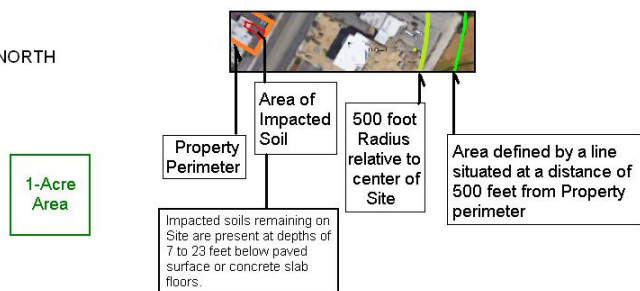 NORTH
Property
Perimeter
Area of
Impacted
Soil
500 foot
Radius
relative to
center of
Site
Area defined by a line
situated at a distance of
500 feet from Property
perimeter
1-Acre
Area
Impacted soils remaining on
Site are present at depths of
7 to 23 feet below paved
surface or concrete slab
floors.